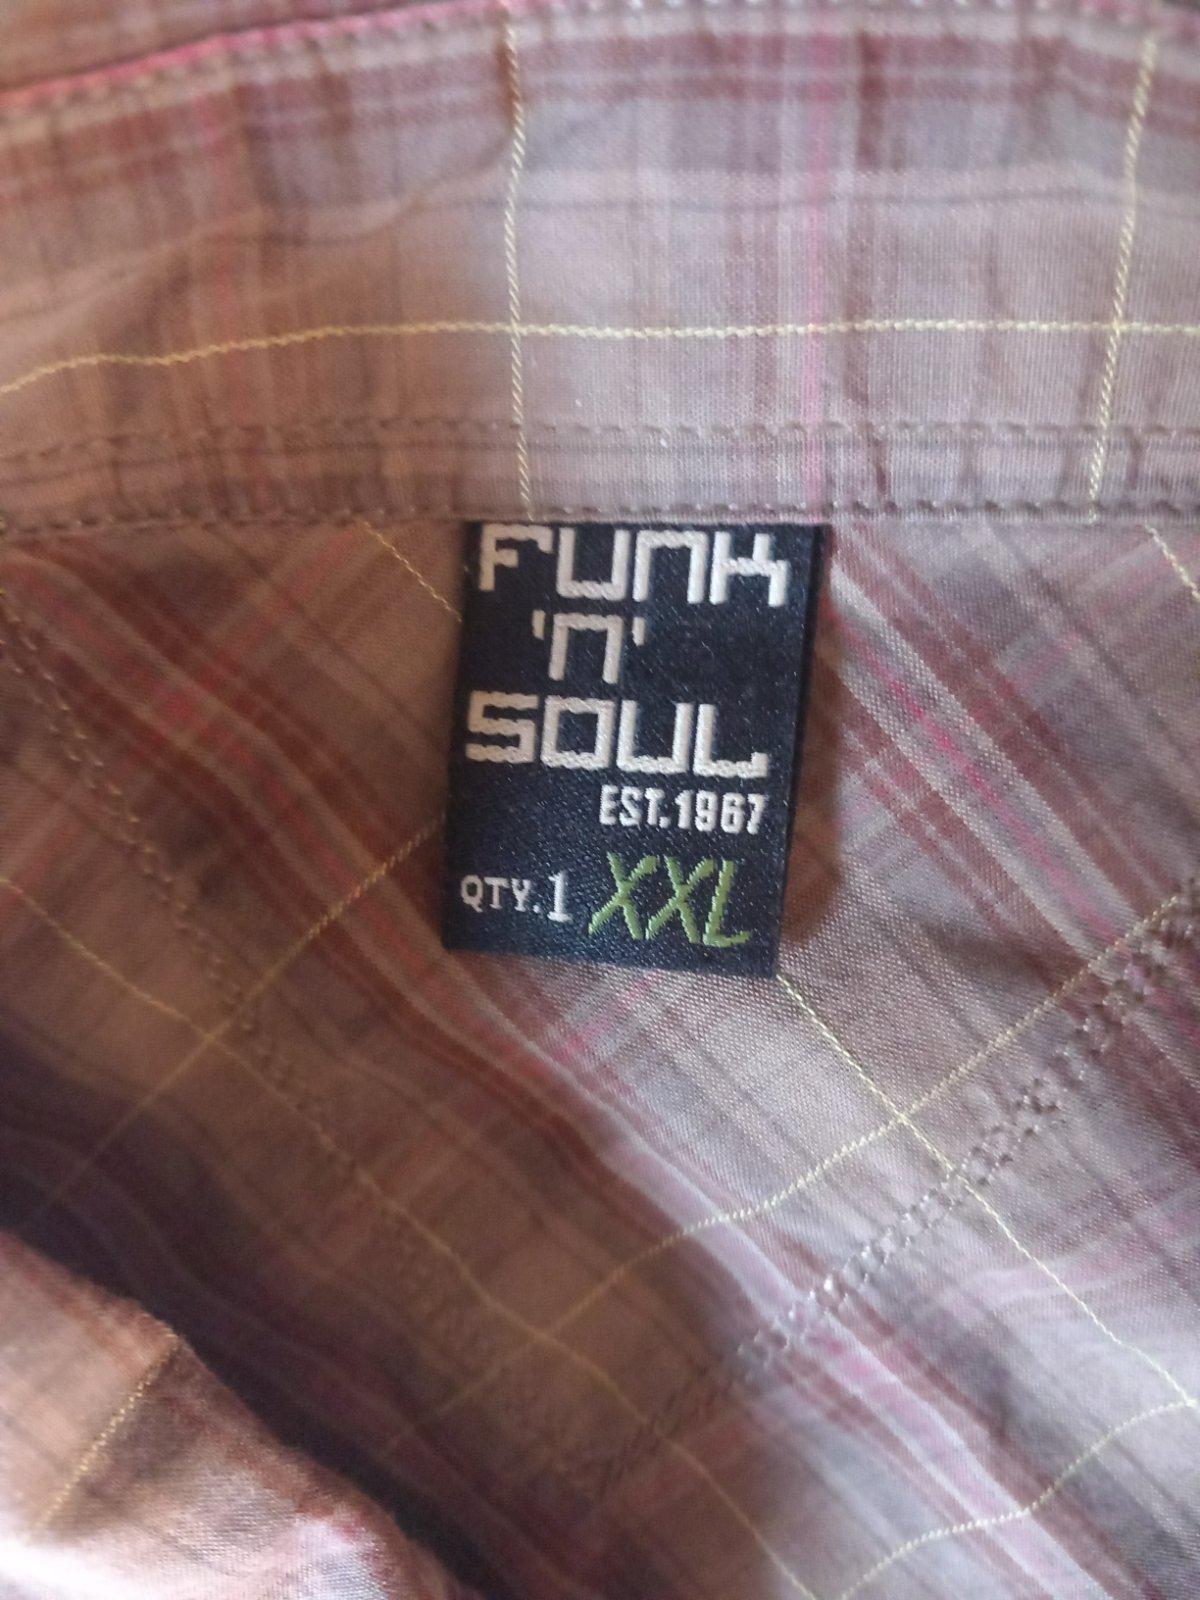 FUNK
'N'
SOUL
EST.1967
QTY.1 XXL